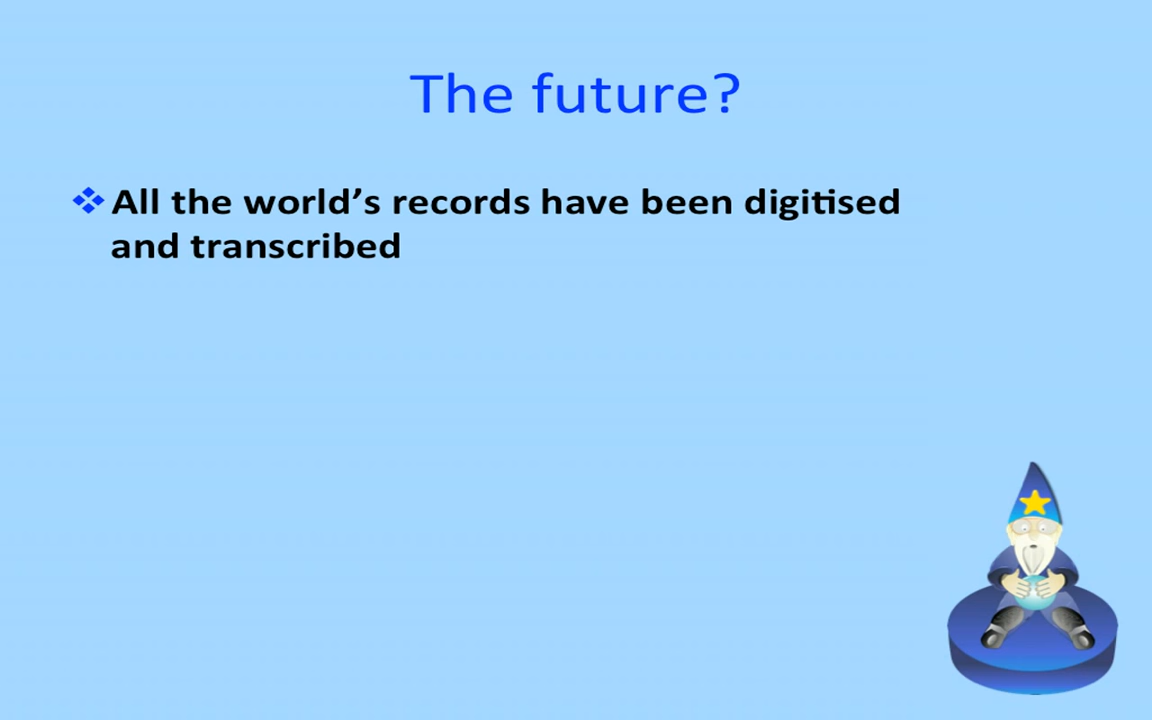 The future?
All the world’s records have been digitised
and transcribed